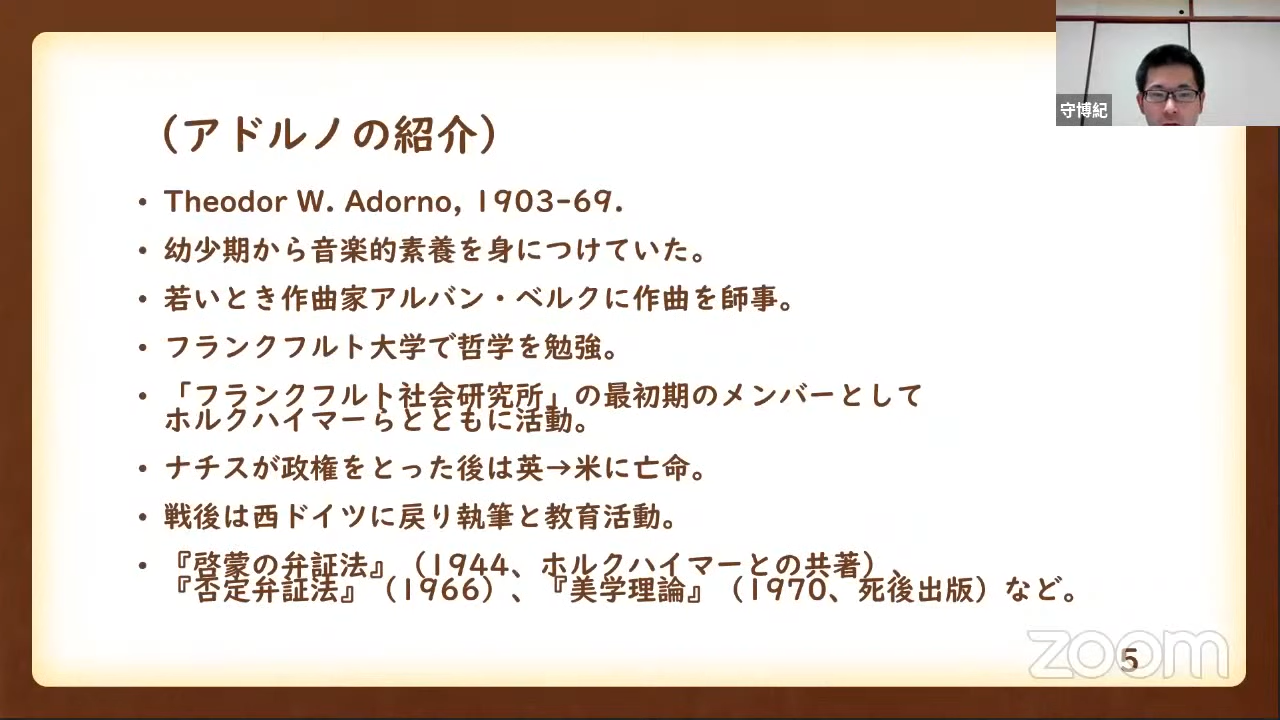 守博紀
（アドルノの紹介）
• Theodor W. Adorno, 1903-69.
• 幼少期から音楽的素養を身につけていた。
• 若いとき作曲家アルバン・ベルクに作曲を師事。
• フランクフルト大学で哲学を勉強。
• 「フランクフルト社会研究所」の最初期のメンバーとして
ホルクハイマーらとともに活動。
• ナチスが政権をとった後は英→米に亡命。
• 戦後は西ドイツに戻り執筆と教育活動。
• 『啓蒙の弁証法』（1944、ホルクハイマーとの共著）、
『否定弁証法』（1966）、『美学理論』（1970、死後出版）など。
zoom
5